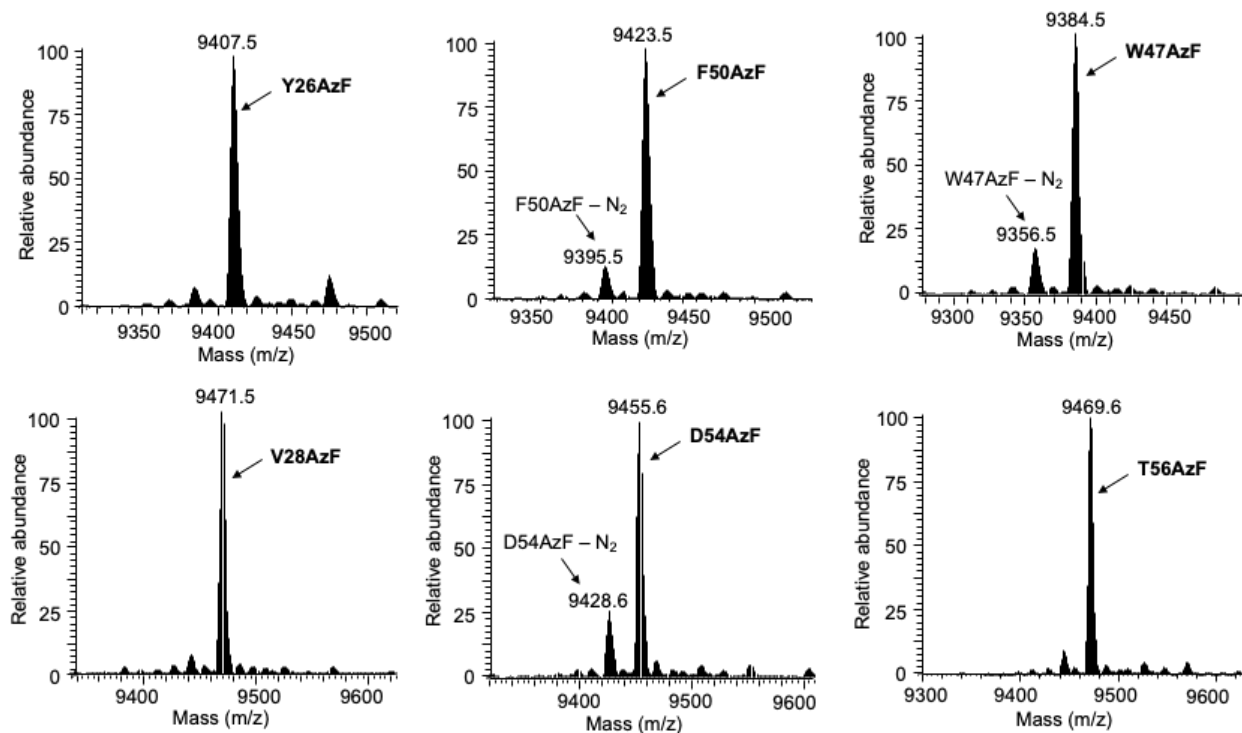 9407.5
100
75
50
25
0
Relative abundance
Y26AzF
9350 9400 9450 9500
Mass (m/z)
9423.5
100
75
50
25
0
Relative abundance
F50AzF
F50AzF – N₂
9395.5
9350 9400 9450 9500
Mass (m/z)
9384.5
100
75
50
25
0
Relative abundance
W47AzF
W47AzF – N₂
9356.5
9300 9350 9400 9450
Mass (m/z)
9471.5
100
75
50
25
0
Relative abundance
V28AzF
9400 9500 9600
Mass (m/z)
9455.6
100
75
50
25
0
Relative abundance
D54AzF
D54AzF – N₂
9428.6
9400 9500 9600
Mass (m/z)
9469.6
100
75
50
25
0
Relative abundance
T56AzF
9300 9400 9500 9600
Mass (m/z)